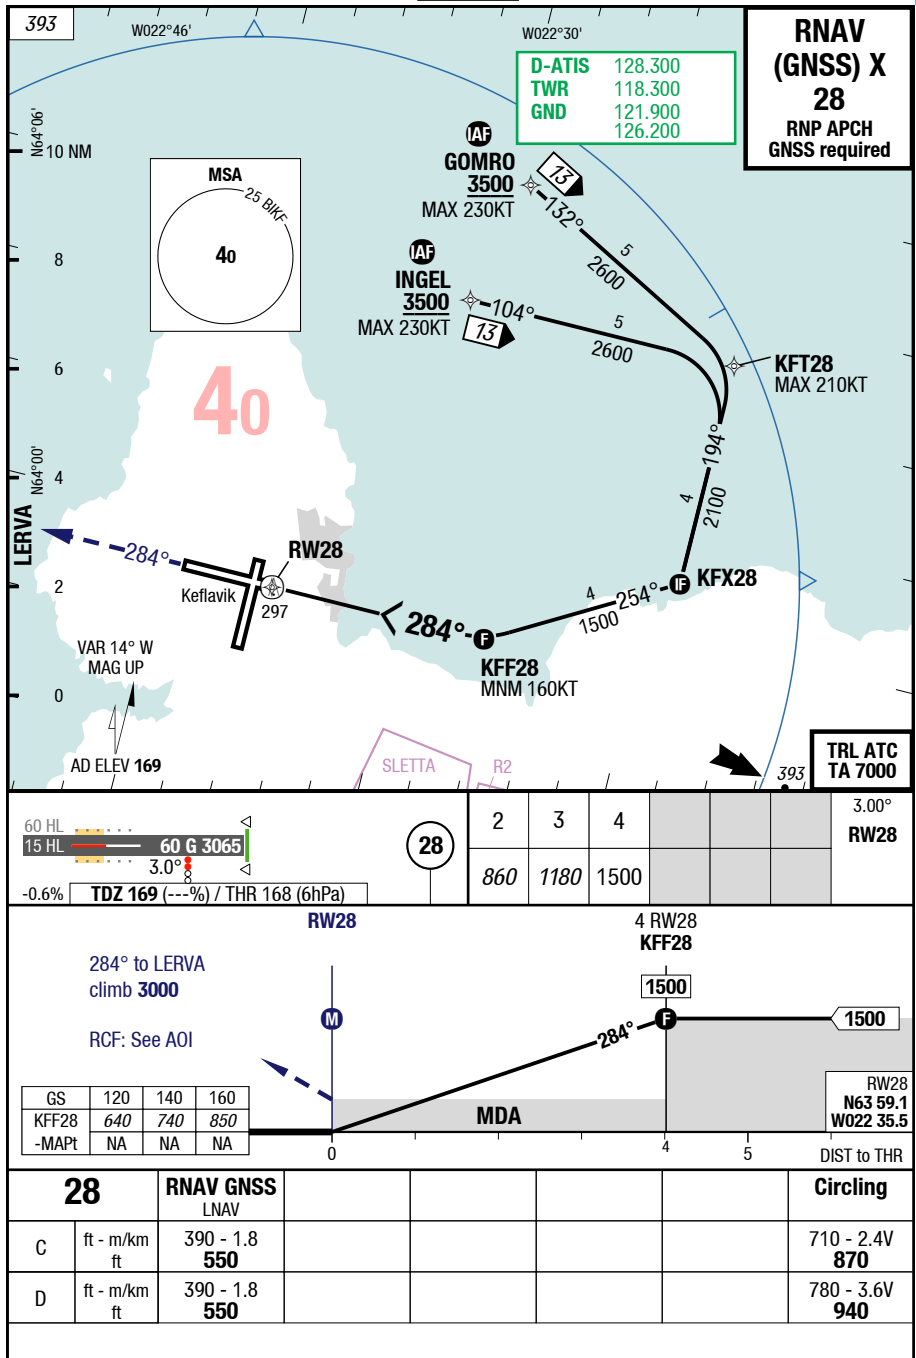 393
W022°46'
W022°30'
RNAV
(GNSS) X
28
RNP APCH
GNSS required
D-ATIS 128.300
TWR 118.300
GND 121.900
126.200
N64°06'
10 NM
IAF
GOMRO
3500
MAX 230KT
13
132°
5
2600
MSA
25 BIKF
40
8
IAF
INGEL
3500
MAX 230KT
104°
13
5
2600
6
KFT28
MAX 210KT
40
194°
4
2100
N64°00'
4
LERVA
284°
RW28
Keflavik
297
2
IF
KFX28
4
254°
1500
284°
F
KFF28
MNM 160KT
VAR 14° W
MAG UP
0
AD ELEV 169
SLETTA
R2
393
TRL ATC
TA 7000
60 HL
15 HL
60 G 3065
3.0°
-0.6%
TDZ 169 (---%) / THR 168 (6hPa)
28
2 3 4
860 1180 1500
3.00°
RW28
RW28
4 RW28
KFF28
284° to LERVA
climb 3000
RCF: See AOI
M
1500
F
284°
1500
MDA
GS 120 140 160
KFF28 640 740 850
-MAPt NA NA NA
RW28
N63 59.1
W022 35.5
0 4 5 DIST to THR
28 RNAV GNSS Circling
LNAV
C ft - m/km 390 - 1.8 710 - 2.4V
ft 550 870
D ft - m/km 390 - 1.8 780 - 3.6V
ft 550 940